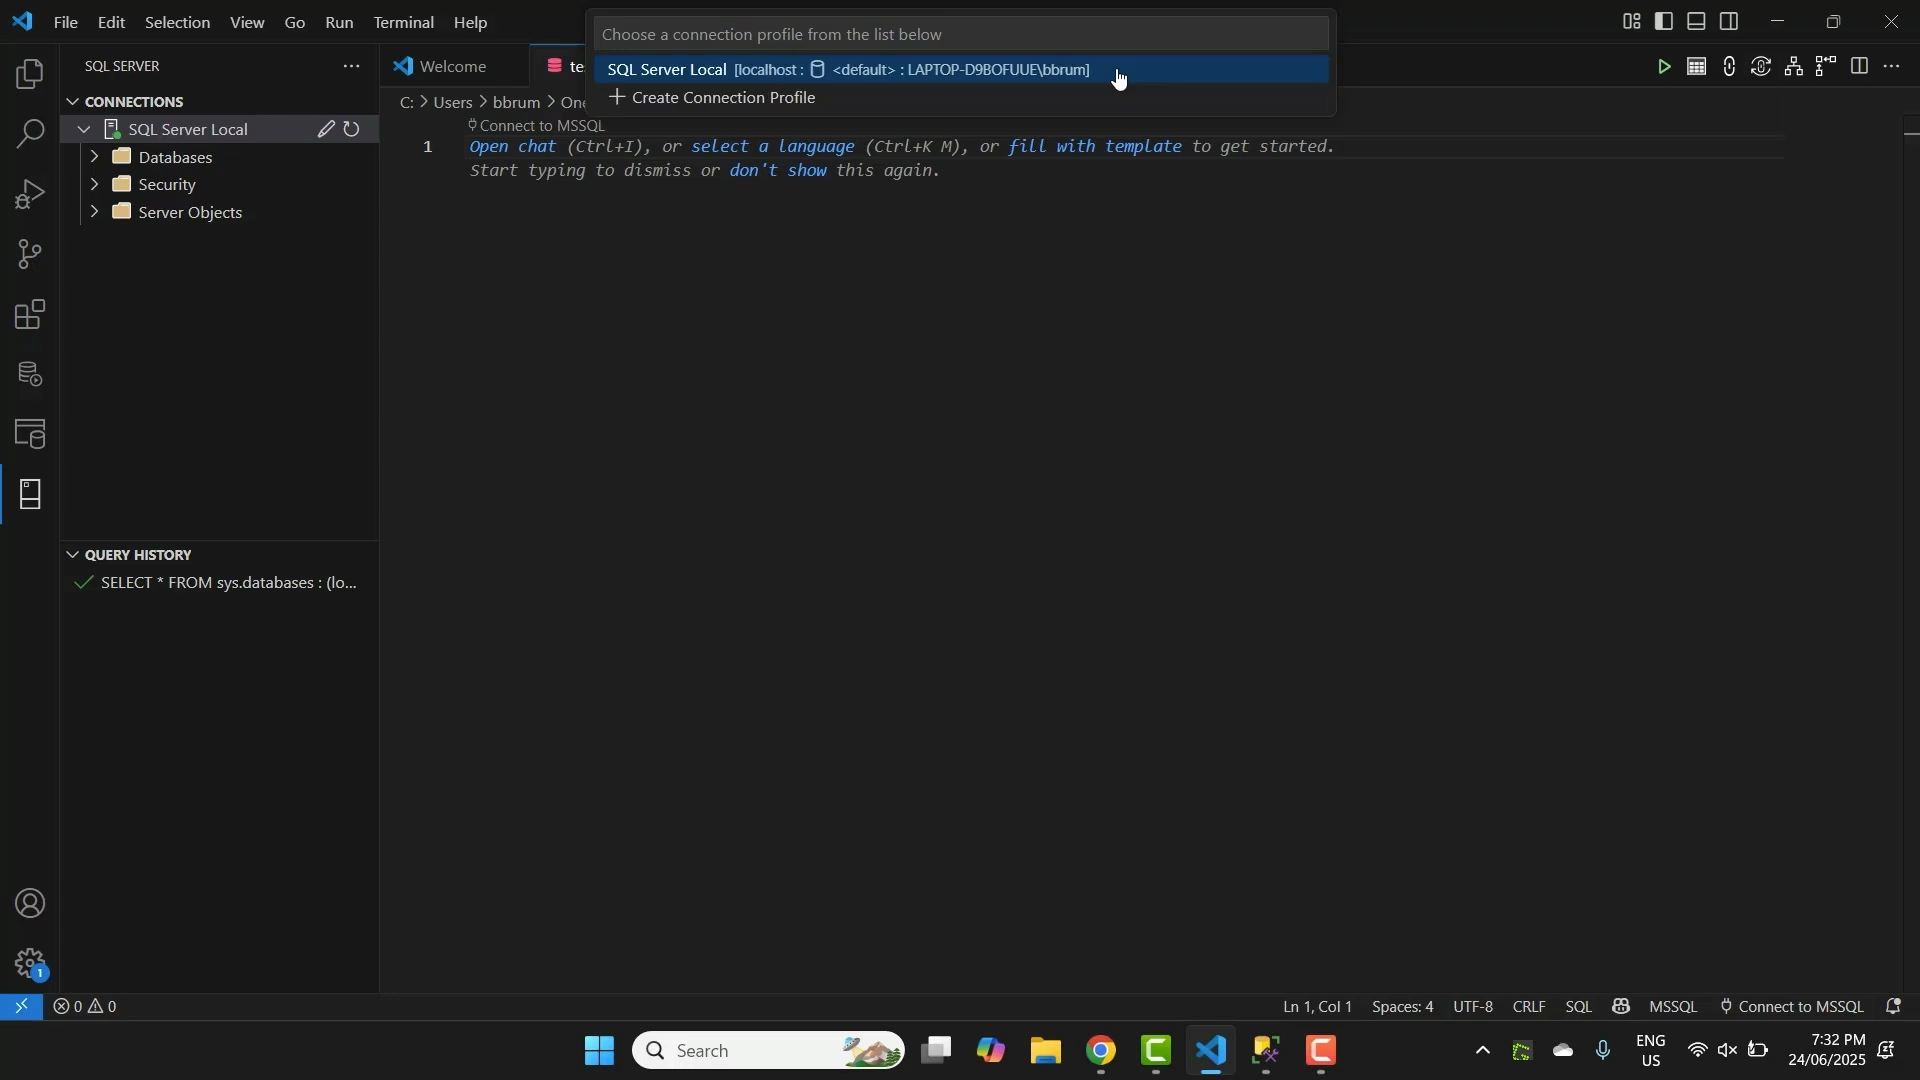 File Edit Selection View Go Run Terminal Help
Choose a connection profile from the list below
SQL Server Local [localhost : <default> : LAPTOP-D9BOFUUE\bbrum]
Create Connection Profile
SQL SERVER
CONNECTIONS
SQL Server Local
Databases
Security
Server Objects
QUERY HISTORY
SELECT * FROM sys.databases : (lo...
Welcome
te
C: > Users > bbrum > One
Connect to MSSQL
1 Open chat (Ctrl+I), or select a language (Ctrl+K M), or fill with template to get started.
Start typing to dismiss or don't show this again.
1
0 0
Ln 1, Col 1 Spaces: 4 UTF-8 CRLF SQL MSSQL Connect to MSSQL
Search
ENG
US
7:32 PM
24/06/2025